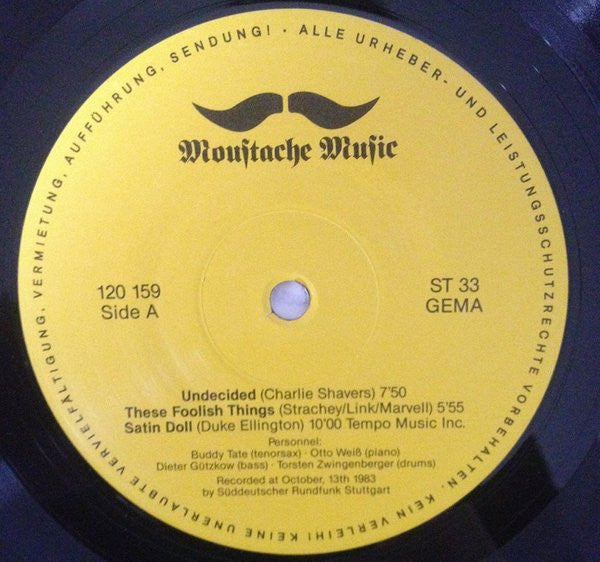 ALLE URHEBER- UND LEISTUNGSSCHUTZRECHTE VORBEHALTEN. KEIN VERLEIH! KEINE UNERLAUBTE VERVIELFÄLTIGUNG, VERMIETUNG, AUFFÜHRUNG, SENDUNG! ·
Mouſtache Muſic
120 159
Side A
ST 33
GEMA
Undecided (Charlie Shavers) 7'50
These Foolish Things (Strachey/Link/Marvell) 5'55
Satin Doll (Duke Ellington) 10'00 Tempo Music Inc.
Personnel:
Buddy Tate (tenorsax) · Otto Weiß (piano)
Dieter Gützkow (bass) · Torsten Zwingenberger (drums)
Recorded at October, 13th 1983
by Süddeutscher Rundfunk Stuttgart